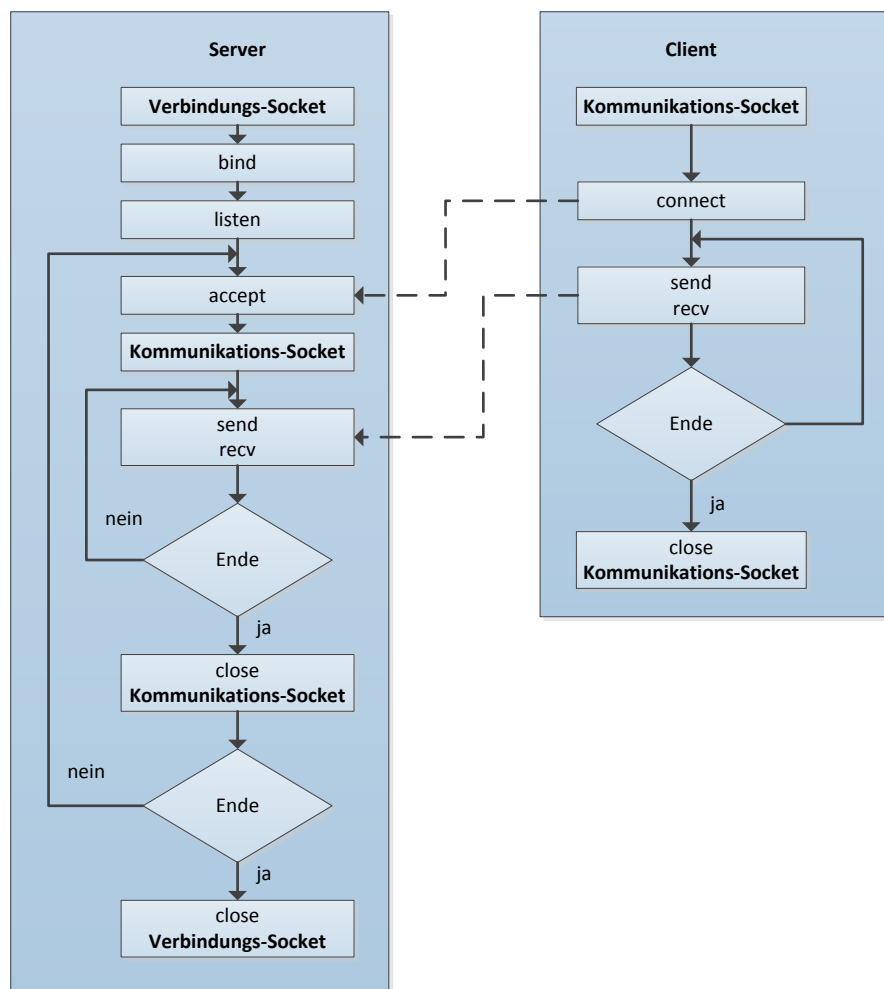 Server
Verbindungs-Socket
bind
listen
accept
Kommunikations-Socket
send
recv
nein
Ende
ja
close
Kommunikations-Socket
nein
Ende
ja
close
Verbindungs-Socket
Client
Kommunikations-Socket
connect
send
recv
Ende
ja
close
Kommunikations-Socket